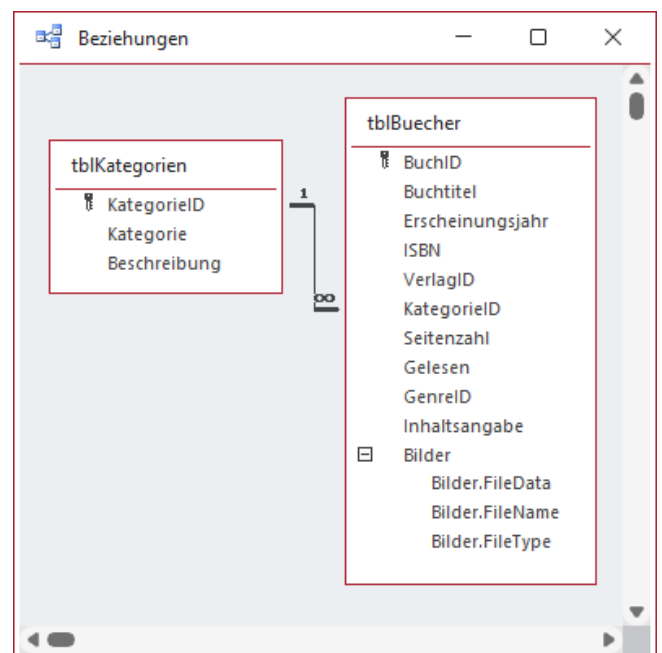 Beziehungen
tblKategorien
KategorieID
Kategorie
Beschreibung
1
∞
tblBuecher
BuchID
Buchtitel
Erscheinungsjahr
ISBN
VerlagID
KategorieID
Seitenzahl
Gelesen
GenreID
Inhaltsangabe
Bilder
Bilder.FileData
Bilder.FileName
Bilder.FileType